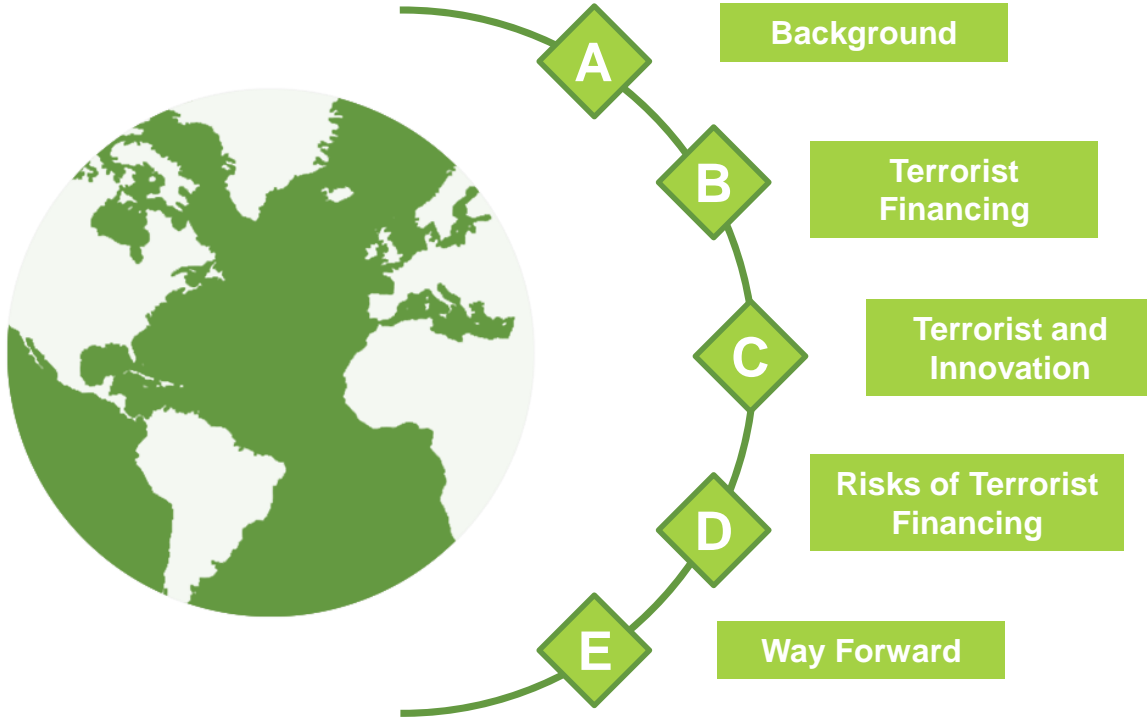 A
Background
B
Terrorist
Financing
C
Terrorist and
Innovation
D
Risks of Terrorist
Financing
E
Way Forward